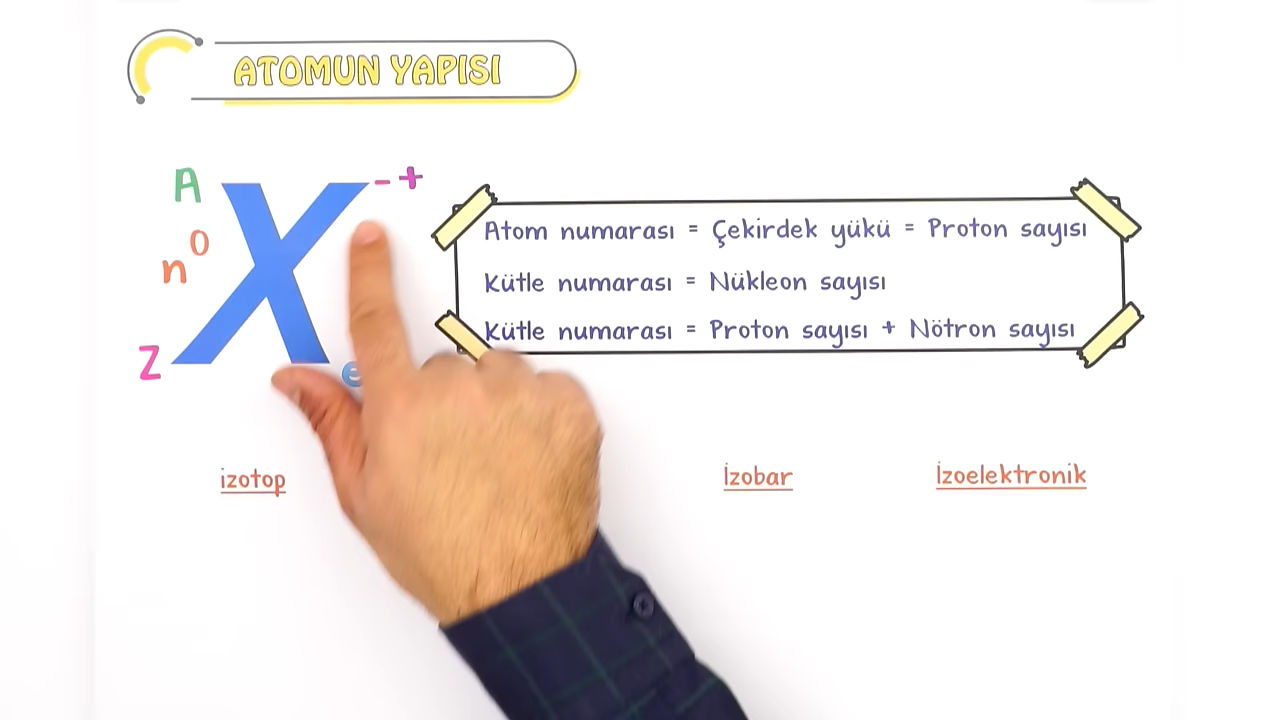 ATOMUN YAPISI
A
- +
n 0
X
Z
e
Atom numarası = Çekirdek yükü = Proton sayısı
Kütle numarası = Nükleon sayısı
Kütle numarası = Proton sayısı + Nötron sayısı
izotop
İzobar
İzoelektronik